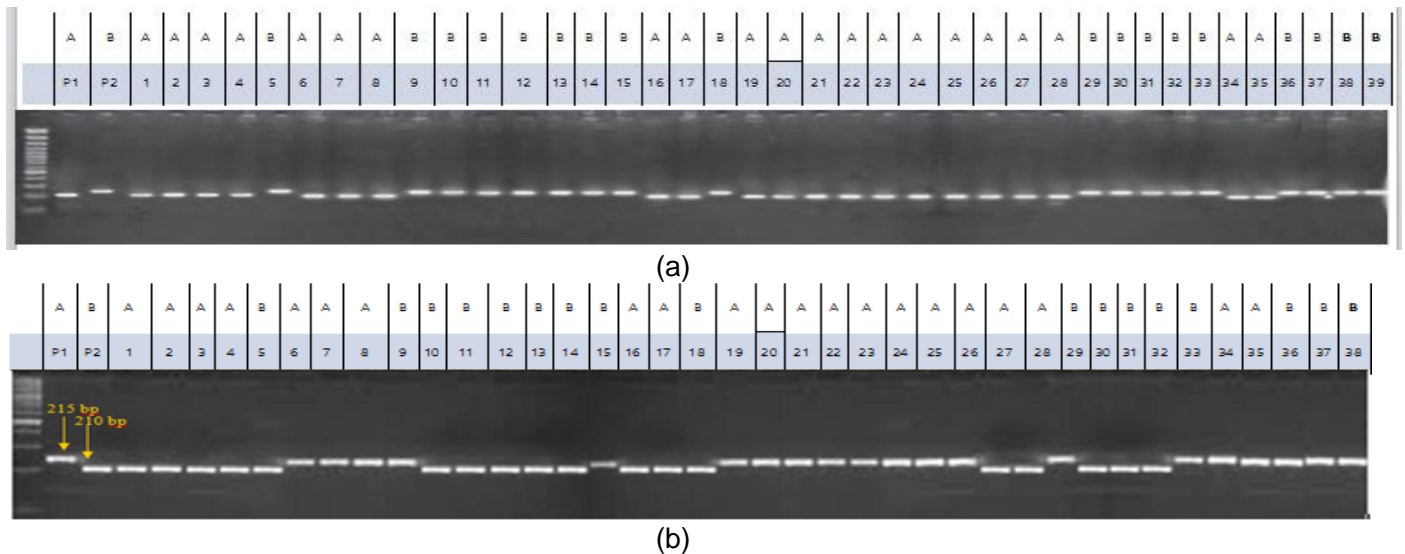 A B A A A A B A A A B B B B B B B A A B A A A A A A A A A A B B B B B A A B B B B
P1 P2 1 2 3 4 5 6 7 8 9 10 11 12 13 14 15 16 17 18 19 20 21 22 23 24 25 26 27 28 29 30 31 32 33 34 35 36 37 38 39
(a)
A B A A A A B A A A B B B B B B B A A B A A A A A A A A A A B B B B B A A B B B
P1 P2 1 2 3 4 5 6 7 8 9 10 11 12 13 14 15 16 17 18 19 20 21 22 23 24 25 26 27 28 29 30 31 32 33 34 35 36 37 38
215 bp
210 bp
(b)